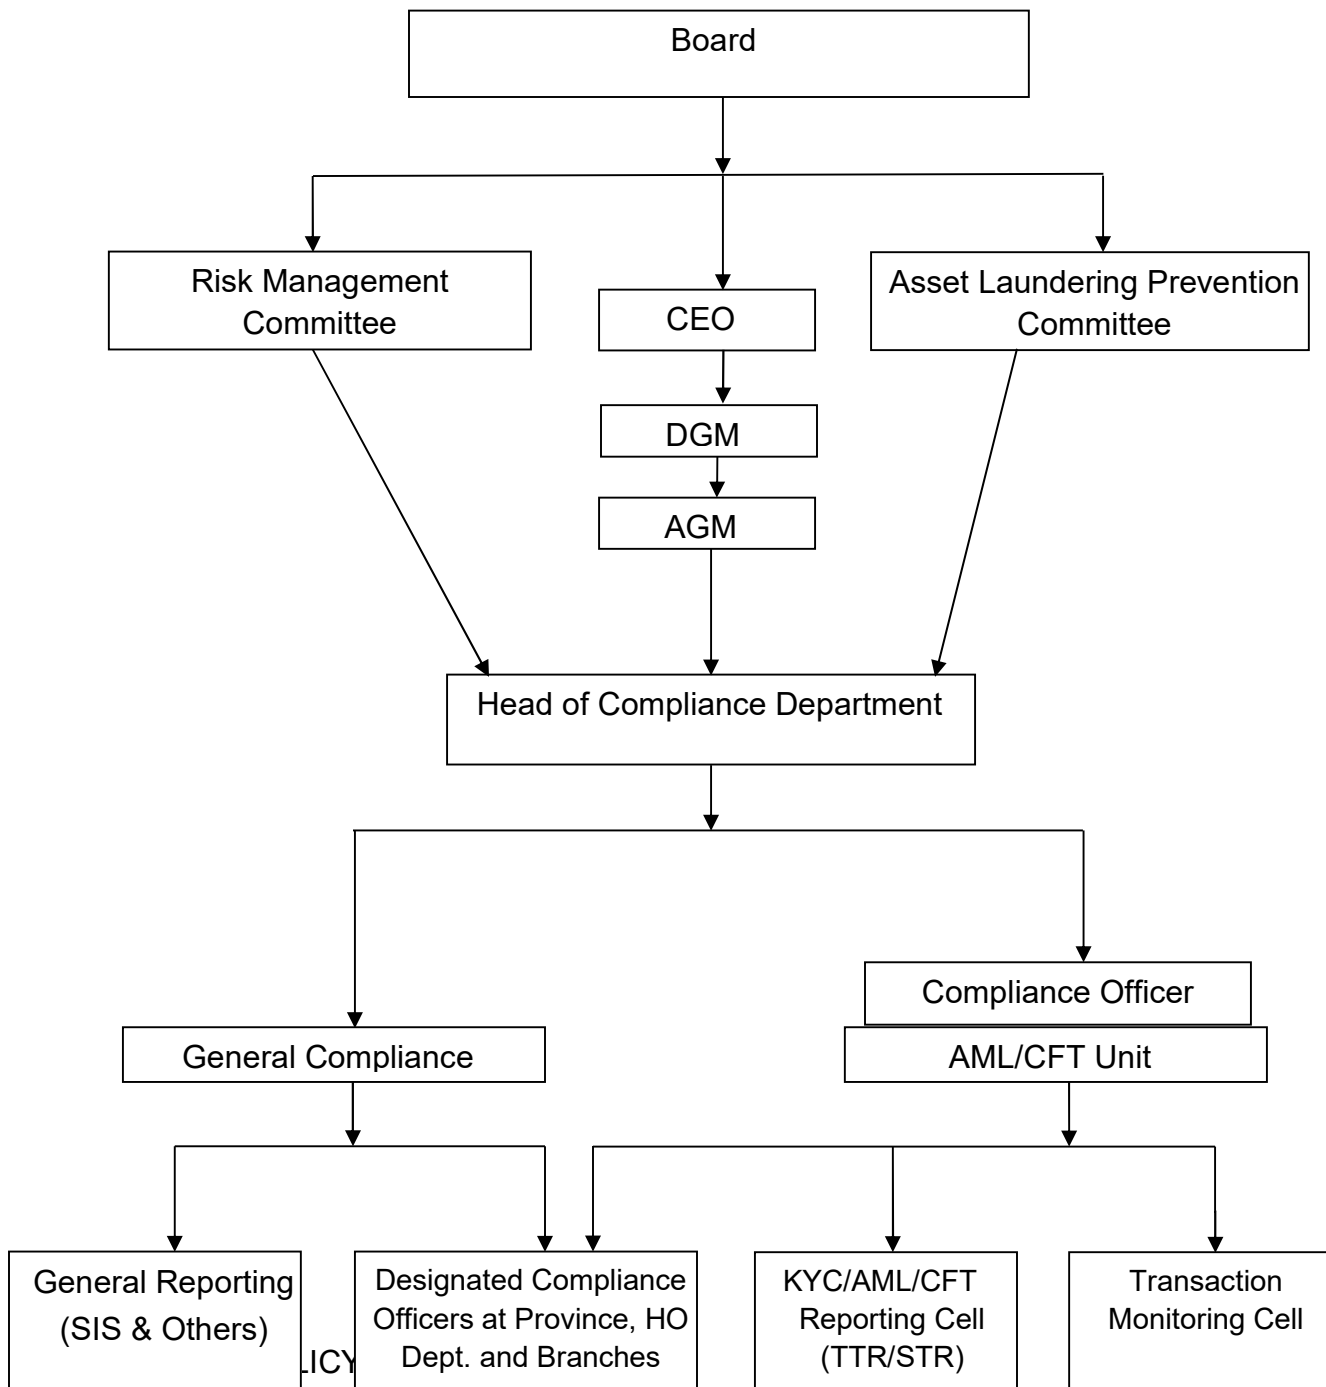 Board
Risk Management
Committee
CEO
Asset Laundering Prevention
Committee
DGM
AGM
Head of Compliance Department
Compliance Officer
General Compliance
AML/CFT Unit
General Reporting
(SIS & Others)
Designated Compliance
Officers at Province, HO
Dept. and Branches
KYC/AML/CFT
Reporting Cell
(TTR/STR)
Transaction
Monitoring Cell